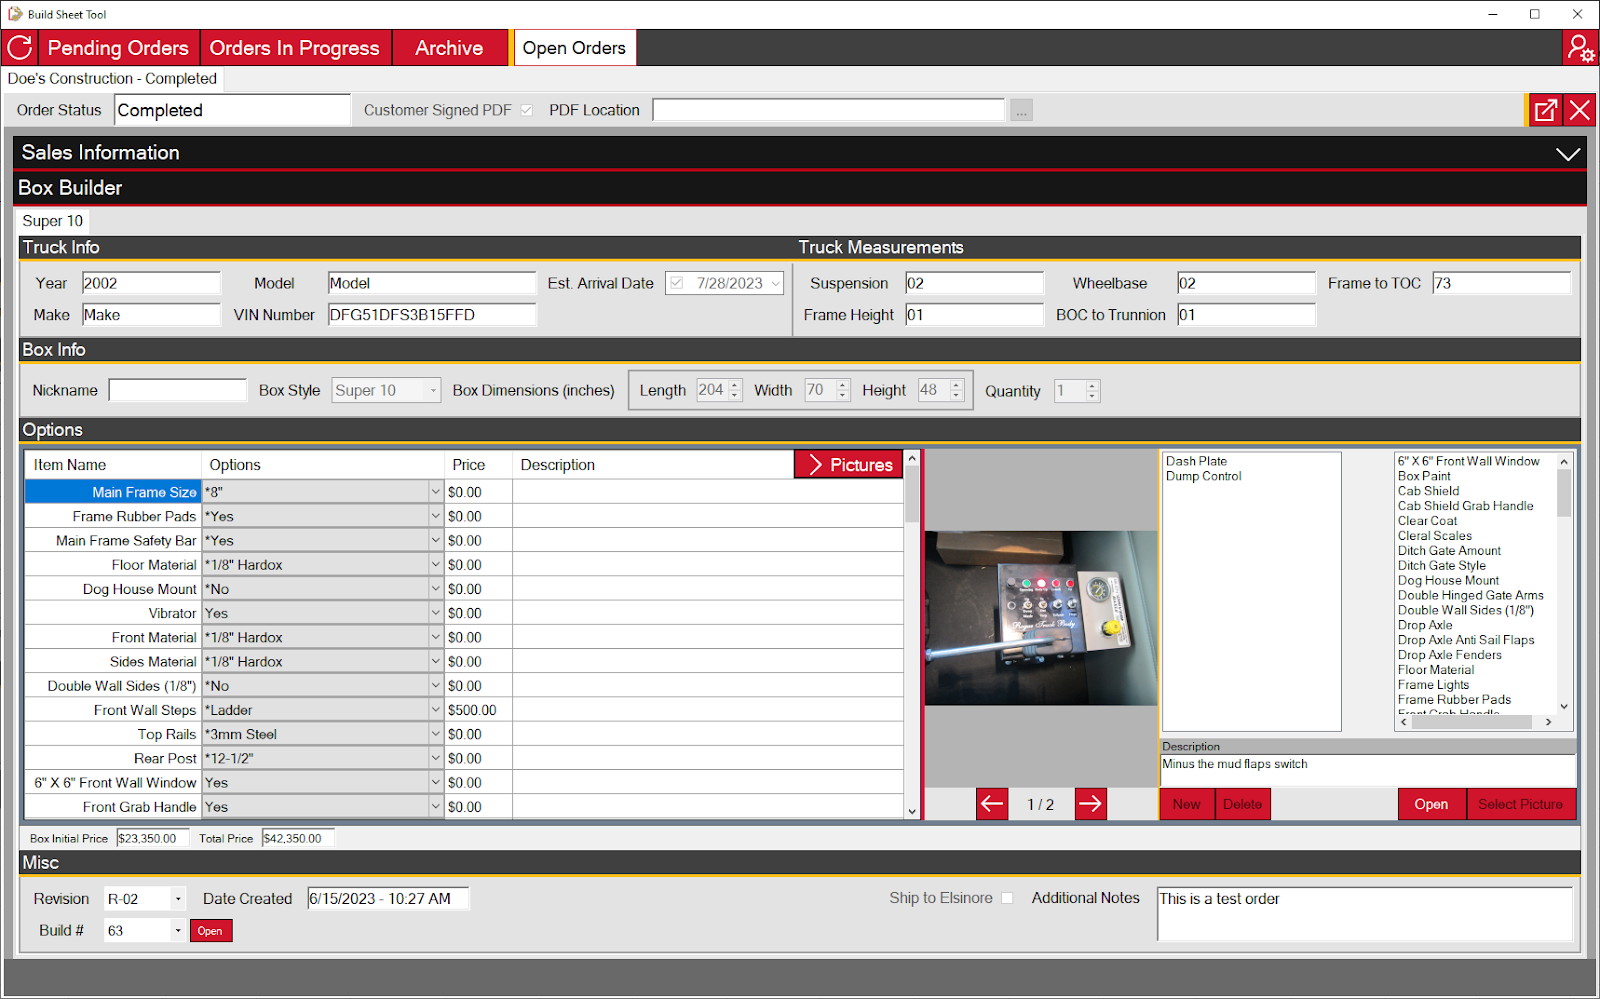 Build Sheet Tool
Pending Orders
Orders In Progress
Archive
Open Orders
Doe's Construction - Completed
Order Status Completed Customer Signed PDF PDF Location ...
Sales Information
Box Builder
Super 10
Truck Info
Truck Measurements
Year 2002 Model Model Est. Arrival Date 7/28/2023 Suspension 02 Wheelbase 02 Frame to TOC 73
Make Make VIN Number DFG51DFS3B15FFD Frame Height 01 BOC to Trunnion 01
Box Info
Nickname Box Style Super 10 Box Dimensions (inches) Length 204 Width 70 Height 48 Quantity 1
Options
Item Name Options Price Description Pictures
Main Frame Size *8" $0.00
Frame Rubber Pads *Yes $0.00
Main Frame Safety Bar *Yes $0.00
Floor Material *1/8" Hardox $0.00
Dog House Mount *No $0.00
Vibrator Yes $0.00
Front Material *1/8" Hardox $0.00
Sides Material *1/8" Hardox $0.00
Double Wall Sides (1/8") *No $0.00
Front Wall Steps *Ladder $500.00
Top Rails *3mm Steel $0.00
Rear Post *12-1/2" $0.00
6" X 6" Front Wall Window Yes $0.00
Front Grab Handle Yes $0.00
Rogue Truck Body
1 / 2
Dash Plate
Dump Control
6" X 6" Front Wall Window
Box Paint
Cab Shield
Cab Shield Grab Handle
Clear Coat
Cleral Scales
Ditch Gate Amount
Ditch Gate Style
Dog House Mount
Double Hinged Gate Arms
Double Wall Sides (1/8")
Drop Axle
Drop Axle Anti Sail Flaps
Drop Axle Fenders
Floor Material
Frame Lights
Frame Rubber Pads
Front Grab Handle
Description
Minus the mud flaps switch
New Delete Open Select Picture
Box Initial Price $23,350.00 Total Price $42,350.00
Misc
Revision R-02 Date Created 6/15/2023 - 10:27 AM Ship to Elsinore Additional Notes This is a test order
Build # 63 Open